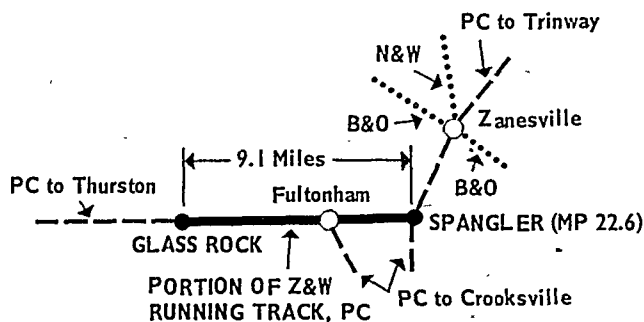 PC to Trinway
N&W
B&O
Zanesville
9.1 Miles
B&O
PC to Thurston
Fultonham
SPANGLER (MP 22.6)
GLASS ROCK
PORTION OF Z&W
RUNNING TRACK, PC
PC to Crooksville